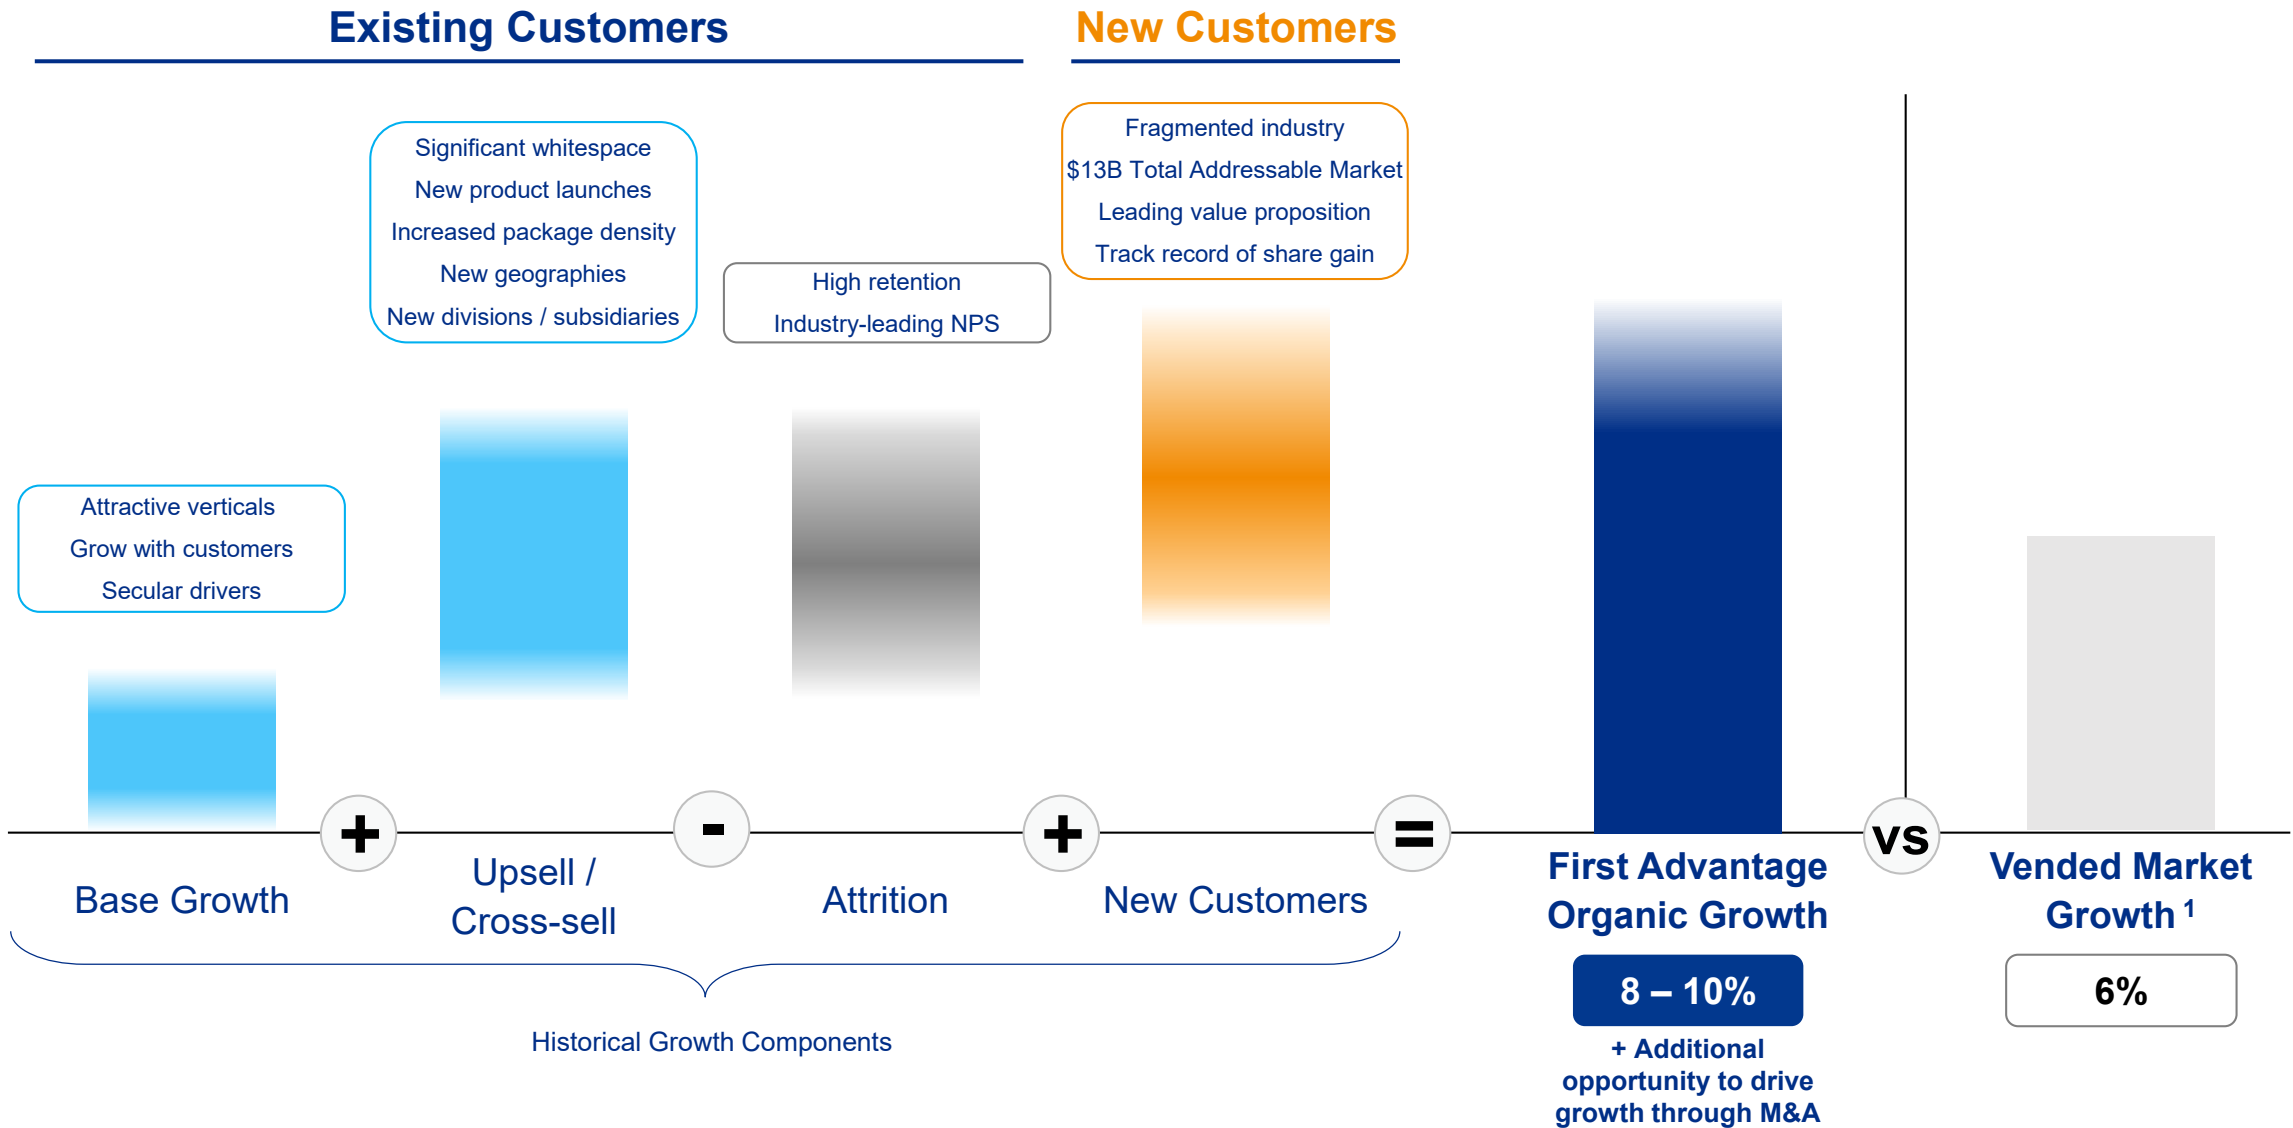 Existing Customers
New Customers
Significant whitespace
New product launches
Increased package density
New geographies
New divisions / subsidiaries
Fragmented industry
$13B Total Addressable Market
Leading value proposition
Track record of share gain
High retention
Industry-leading NPS
Attractive verticals
Grow with customers
Secular drivers
+
-
+
=
vs
Base Growth
Upsell /
Cross-sell
Attrition
New Customers
First Advantage
Organic Growth
Vended Market
Growth 1
8 – 10%
6%
Historical Growth Components
+ Additional
opportunity to drive
growth through M&A